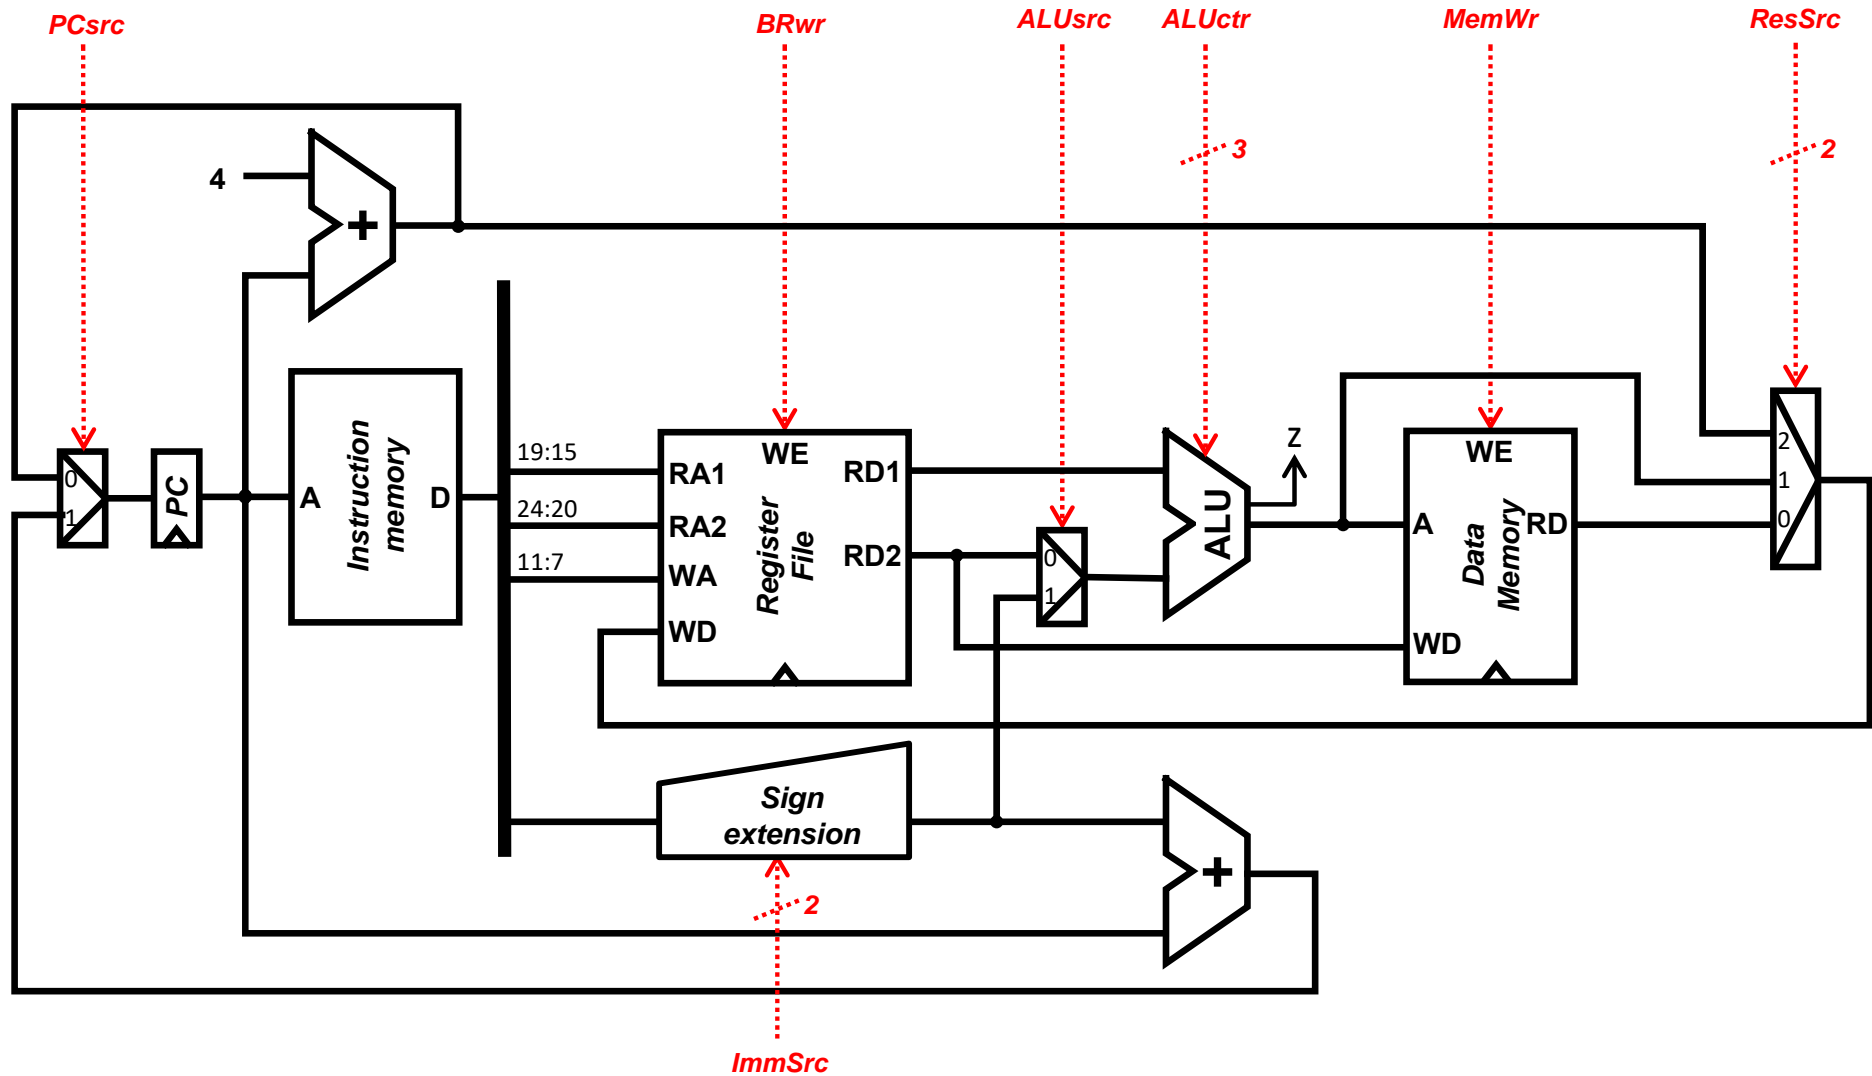 PCsrc
BRwr
ALUsrc
ALUctr
MemWr
ResSrc
3
2
4
+
Instruction
memory
A
D
0
1
PC
19:15
24:20
11:7
WE
RA1
RA2
WA
WD
RD1
RD2
Register
File
0
1
ALU
Z
WE
A
RD
WD
Data
Memory
2
1
0
Sign
extension
+
2
ImmSrc